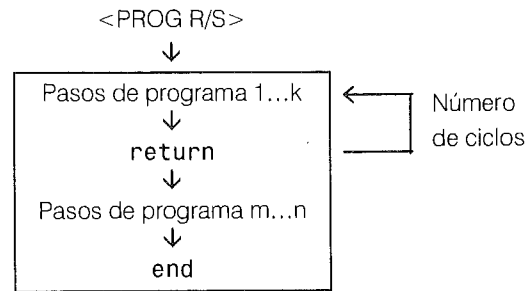 <PROG R/S>
Pasos de programa 1...k
Número
de ciclos
return
Pasos de programa m...n
end